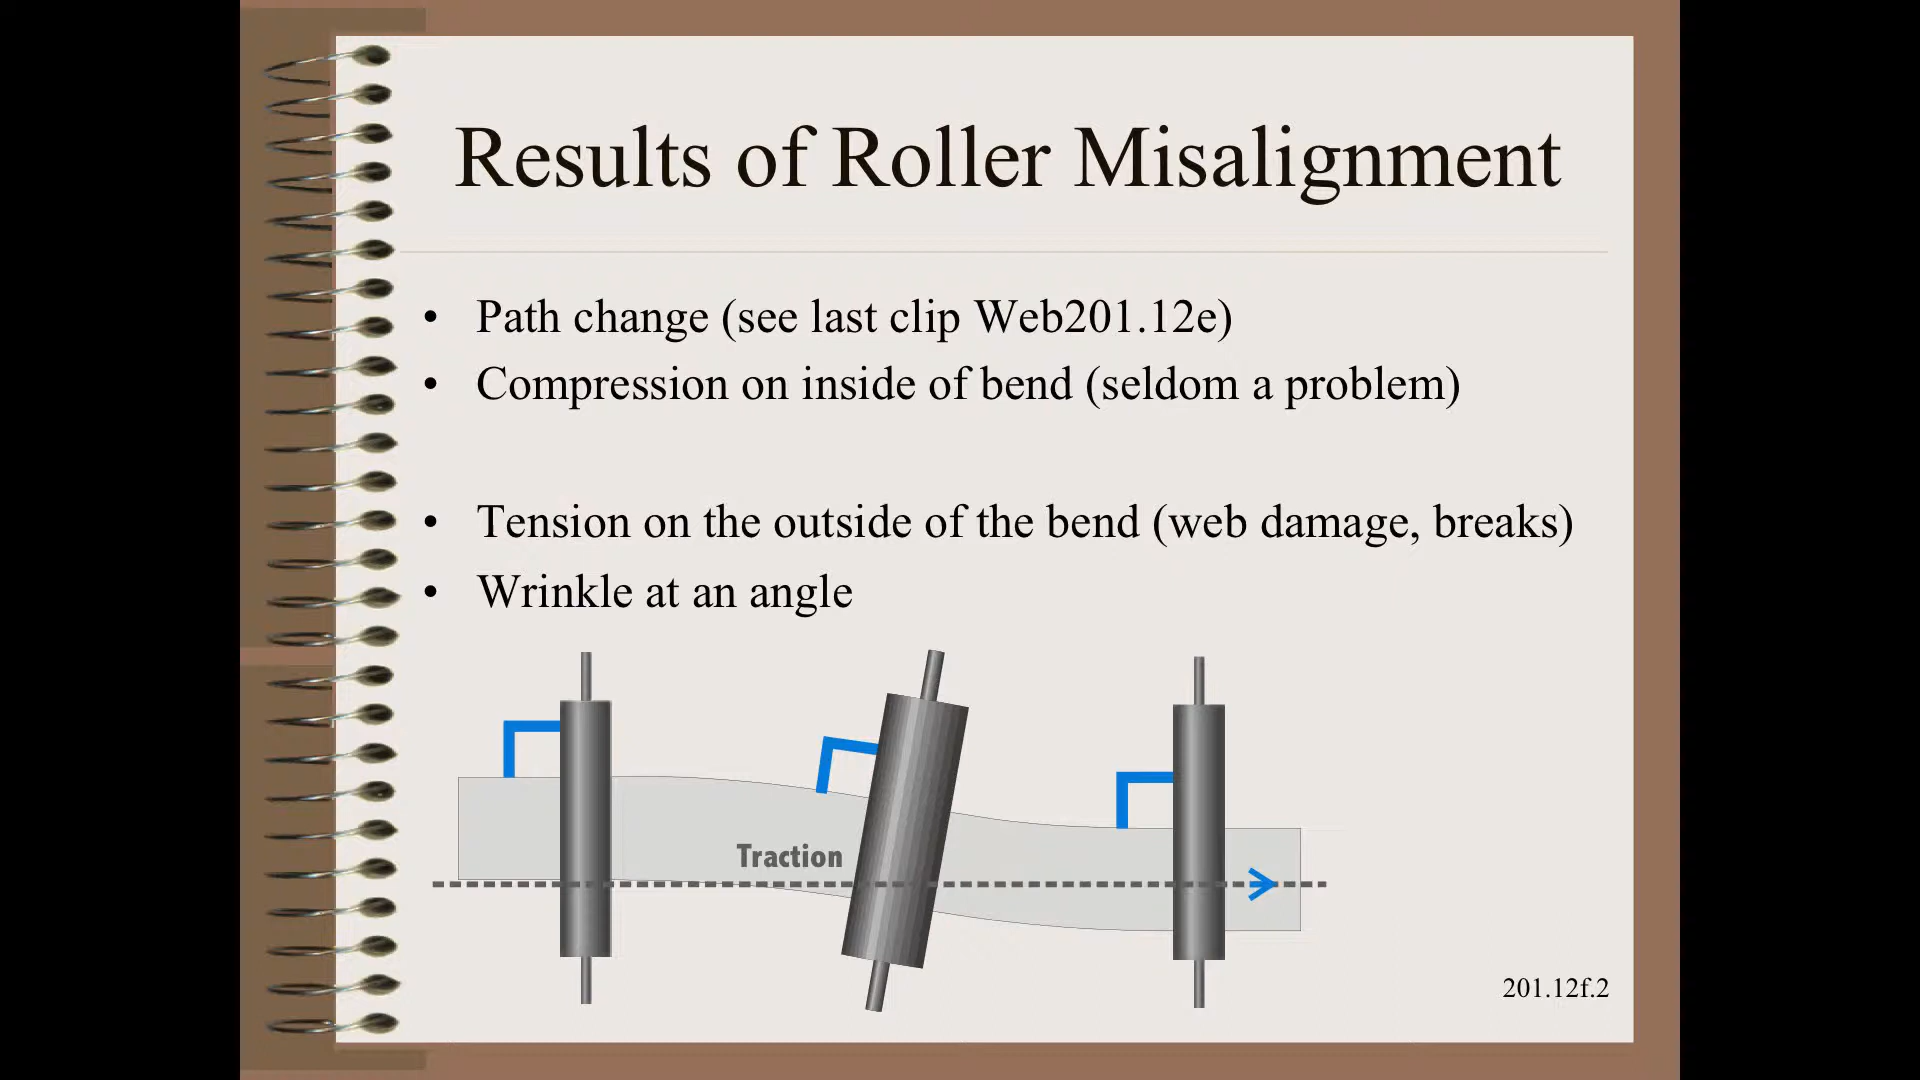 Results of Roller Misalignment
• Path change (see last clip Web201.12e)
• Compression on inside of bend (seldom a problem)
• Tension on the outside of the bend (web damage, breaks)
• Wrinkle at an angle
Traction
201.12f.2